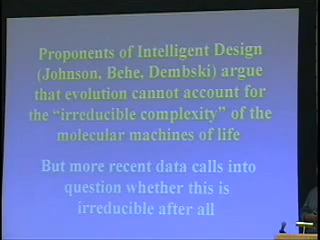 Proponents of Intelligent Design
(Johnson, Behe, Dembski) argue
that evolution cannot account for
the “irreducible complexity” of the
molecular machines of life
But more recent data calls into
question whether this is
irreducible after all